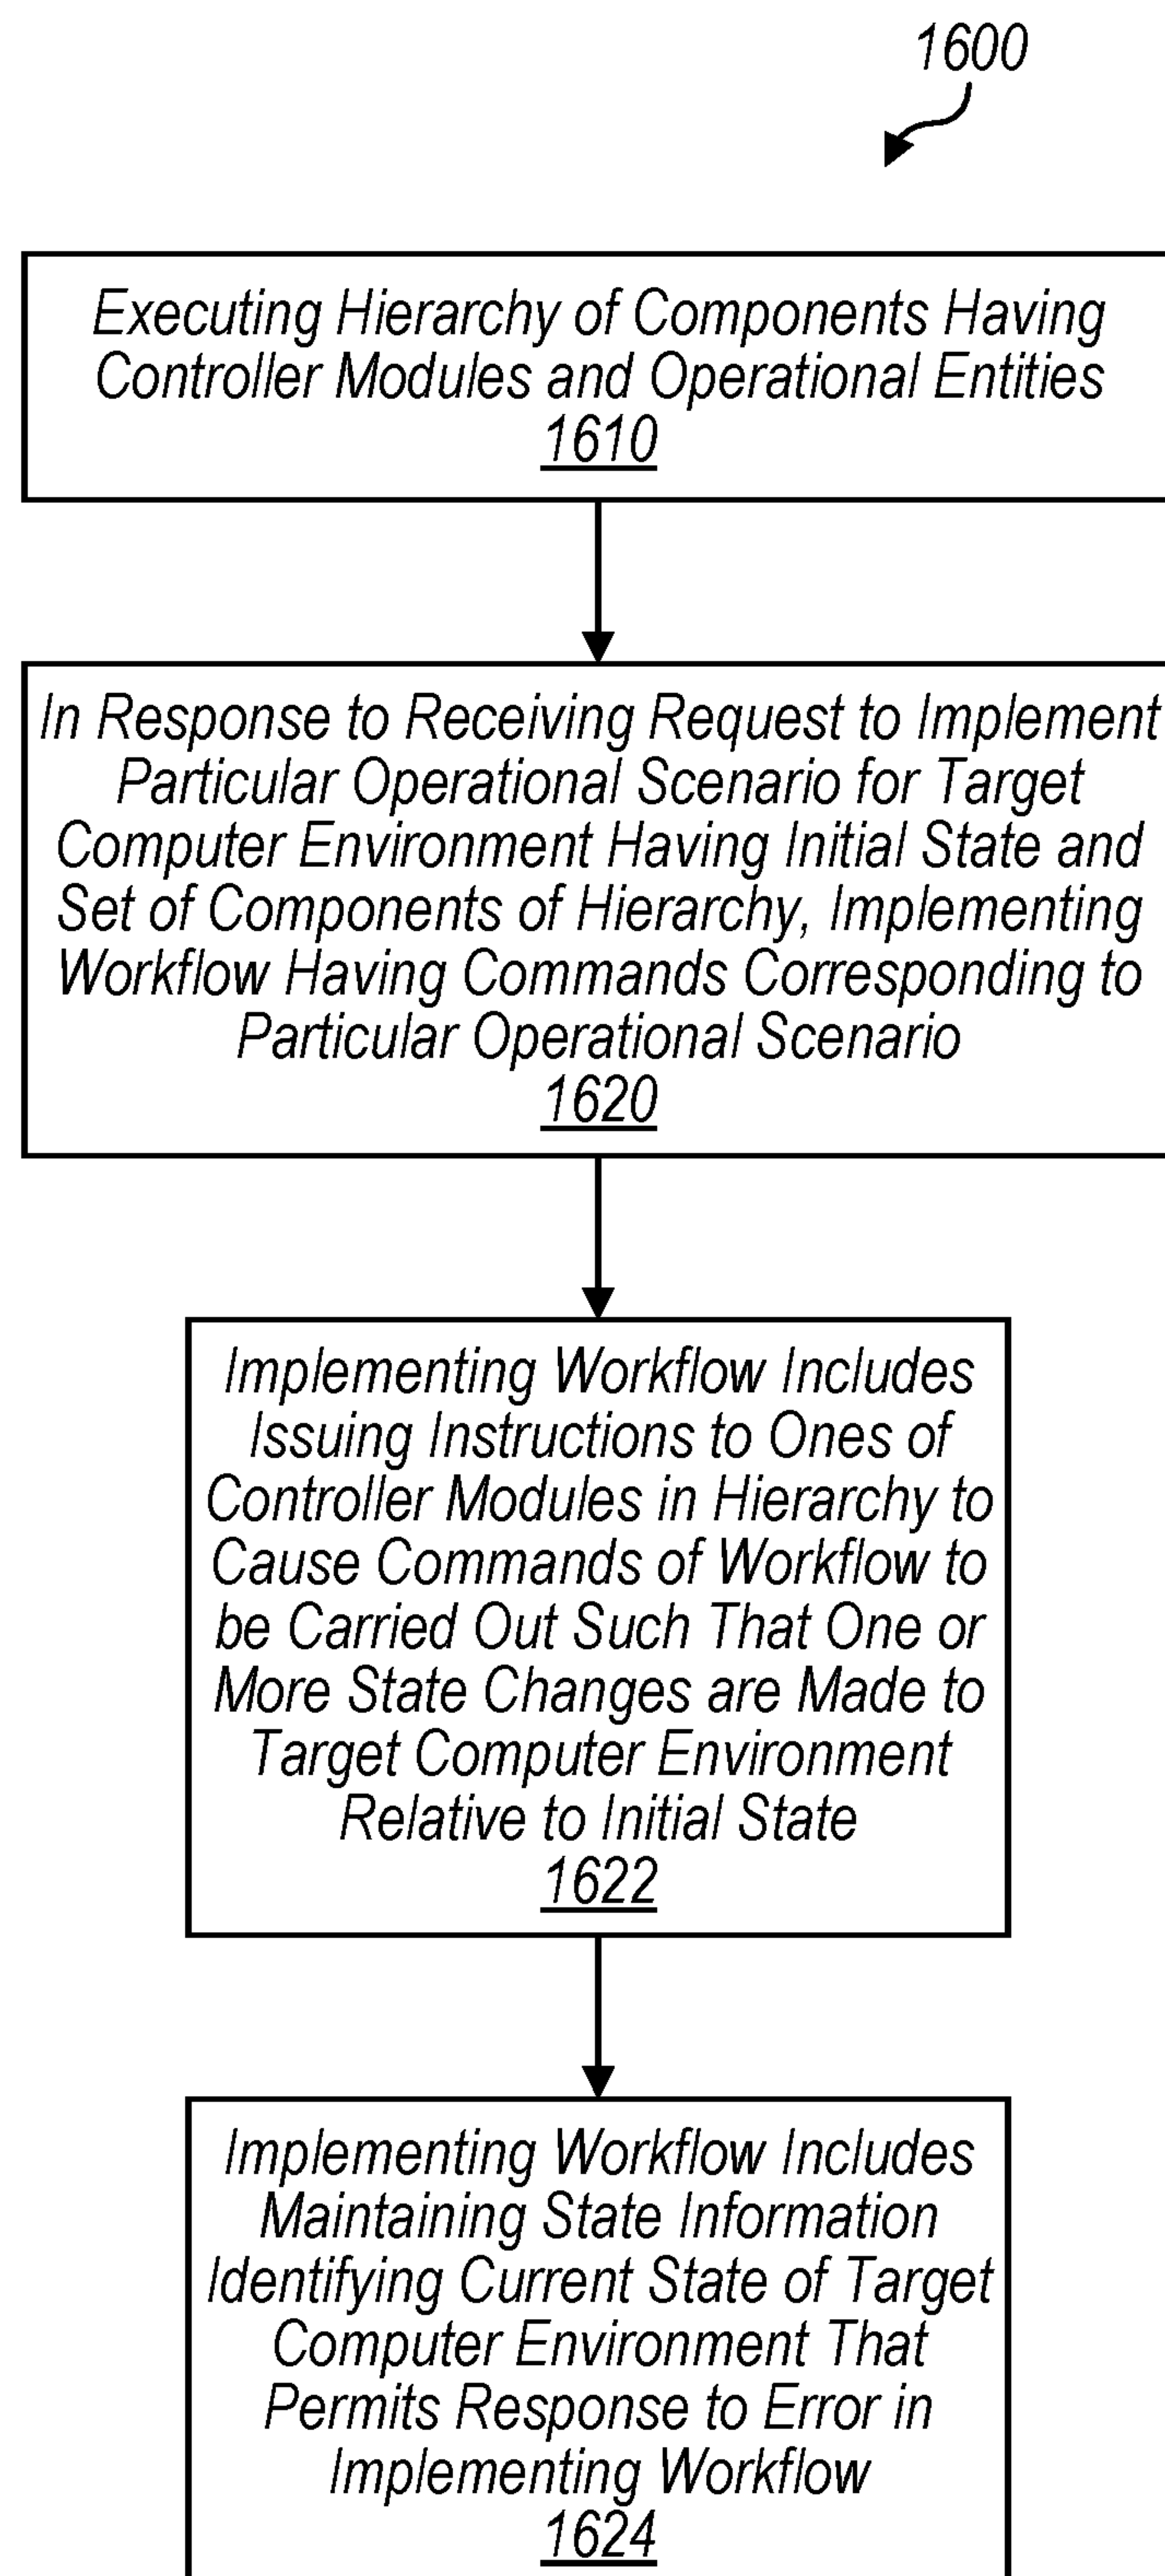 1600
Executing Hierarchy of Components Having
Controller Modules and Operational Entities
1610
In Response to Receiving Request to Implement
Particular Operational Scenario for Target
Computer Environment Having Initial State and
Set of Components of Hierarchy, Implementing
Workflow Having Commands Corresponding to
Particular Operational Scenario
1620
Implementing Workflow Includes
Issuing Instructions to Ones of
Controller Modules in Hierarchy to
Cause Commands of Workflow to
be Carried Out Such That One or
More State Changes are Made to
Target Computer Environment
Relative to Initial State
1622
Implementing Workflow Includes
Maintaining State Information
Identifying Current State of Target
Computer Environment That
Permits Response to Error in
Implementing Workflow
1624